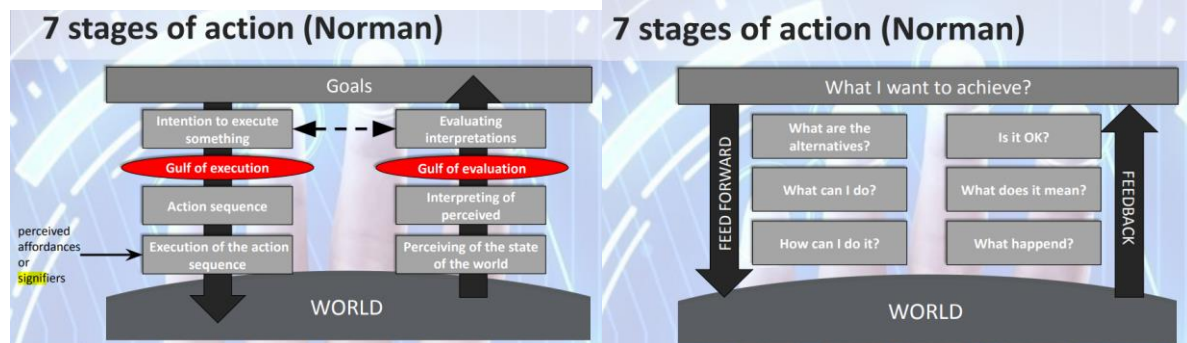 7 stages of action (Norman)
Goals
Intention to execute
something
Evaluating
interpretations
Gulf of execution
Gulf of evaluation
Action sequence
Interpreting of
perceived
perceived
affordances
or
signifiers
Execution of the action
sequence
Perceiving of the state
of the world
WORLD
7 stages of action (Norman)
What I want to achieve?
FEED FORWARD
What are the
alternatives?
Is it OK?
What can I do?
What does it mean?
How can I do it?
What happend?
FEEDBACK
WORLD